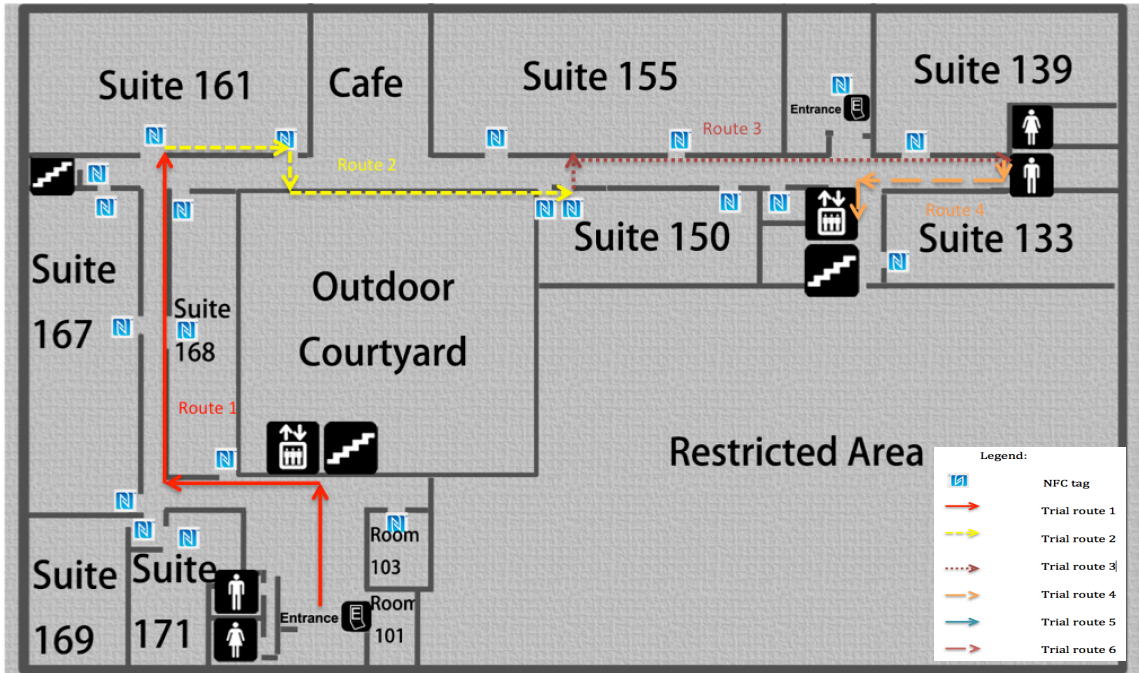 Suite 161
Cafe
Suite 155
Entrance
Suite 139
Route 3
Route 2
Suite 150
Route 4
Suite 133
Suite
167
Suite
168
Outdoor
Courtyard
Route 1
Restricted Area
Room
103
Suite
169
Suite
171
Entrance
Room
101
Legend:
NFC tag
Trial route 1
Trial route 2
Trial route 3
Trial route 4
Trial route 5
Trial route 6